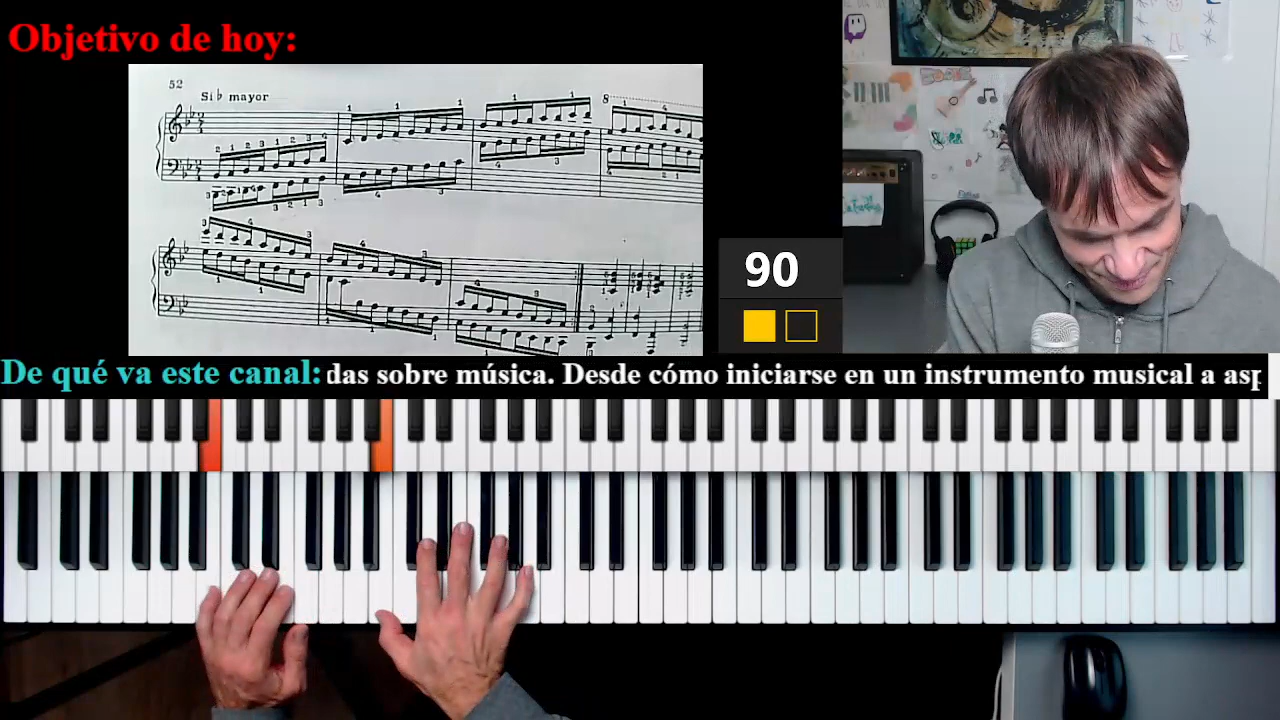 Objetivo de hoy:
52
Si♭ mayor
90
De qué va este canal: das sobre música. Desde cómo iniciarse en un instrumento musical a asp